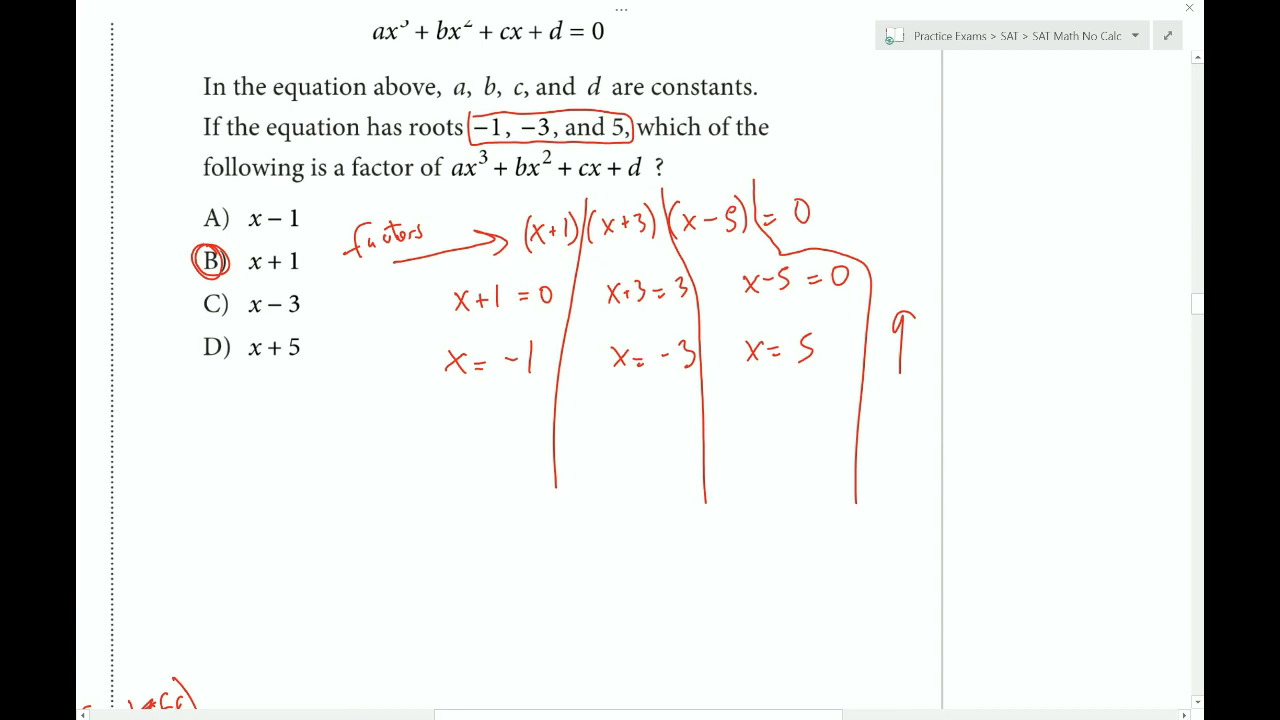 ax³ + bx² + cx + d = 0
Practice Exams > SAT > SAT Math No Calc
In the equation above, a, b, c, and d are constants.
If the equation has roots −1, −3, and 5, which of the
following is a factor of ax³ + bx² + cx + d ?
A) x − 1
B) x + 1
C) x − 3
D) x + 5
factors (x+1) (x+3) (x−5) = 0
x+1 = 0 x+3 = 3 x−5 = 0
x = −1 x = −3 x = 5